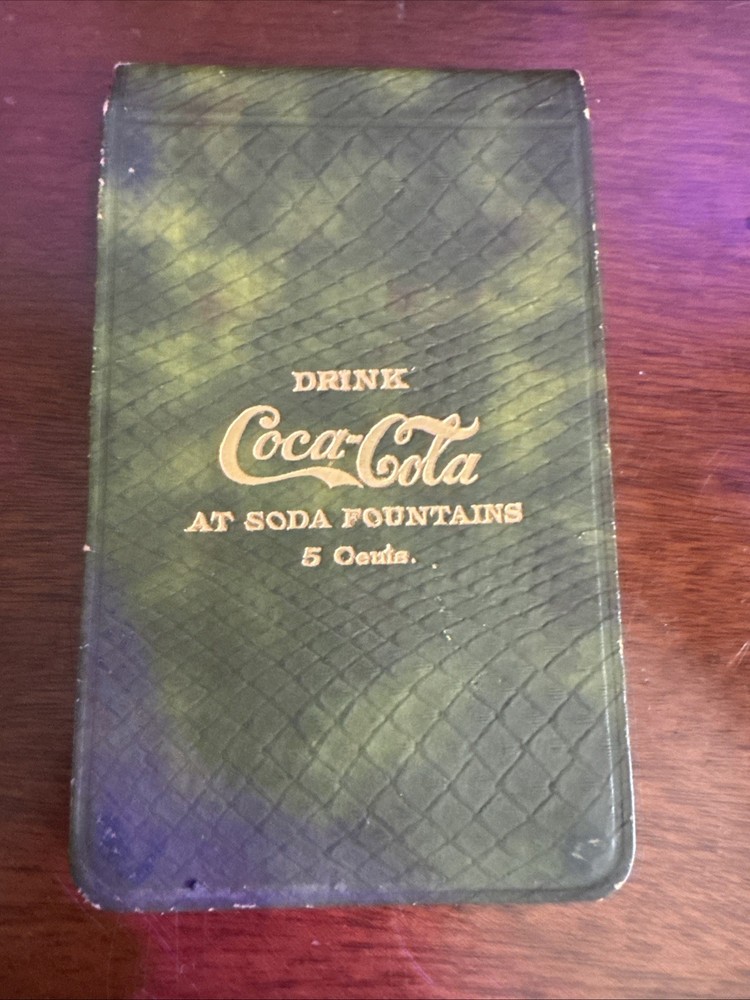 DRINK
Coca-Cola
AT SODA FOUNTAINS
5 Cents.